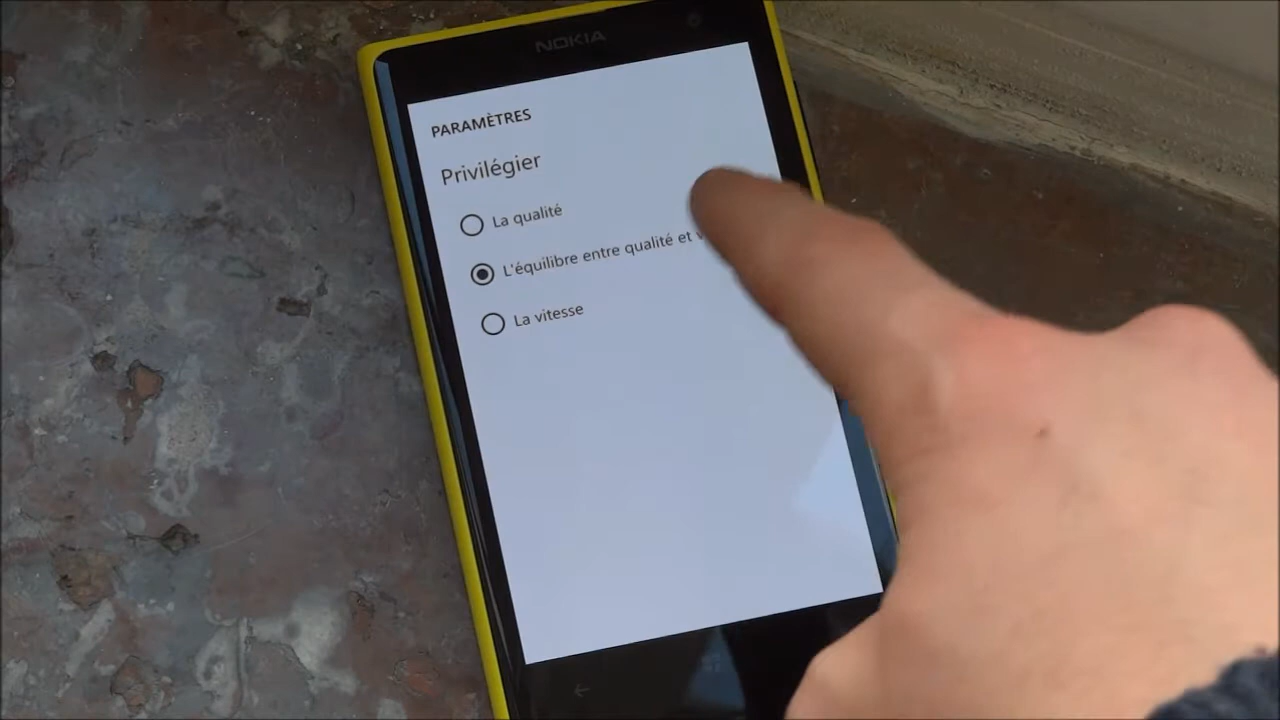 NOKIA
PARAMÈTRES
Privilégier
La qualité
L'équilibre entre qualité et
La vitesse